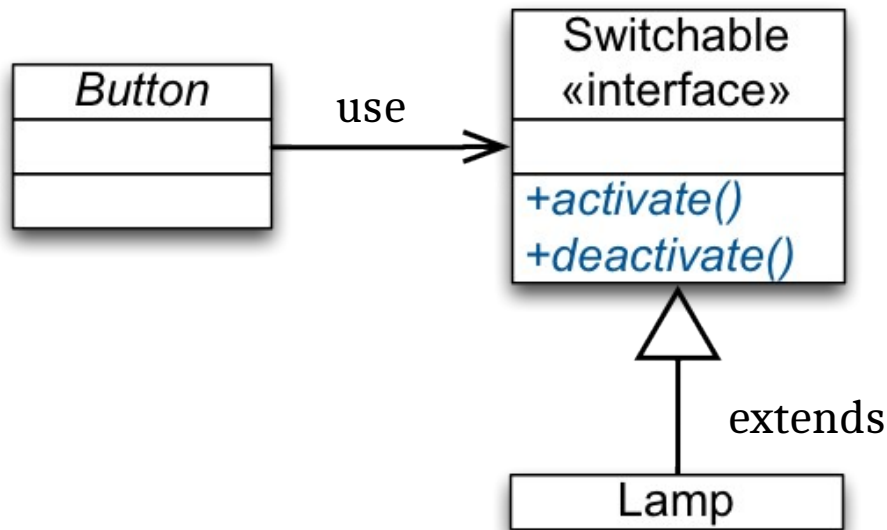 Button
use
Switchable
«interface»
+activate()
+deactivate()
extends
Lamp